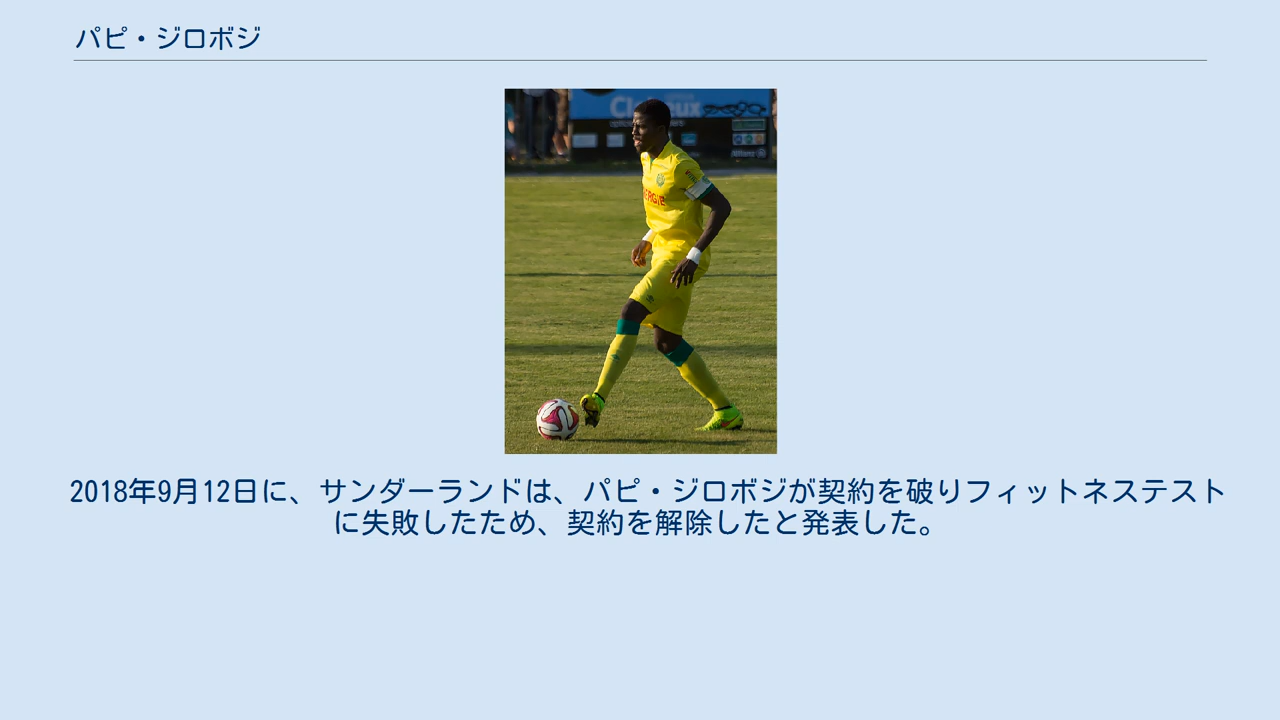 パピ・ジロボジ
Allianz
ERGIE
2018年9月12日に、サンダーランドは、パピ・ジロボジが契約を破りフィットネステスト
に失敗したため、契約を解除したと発表した。